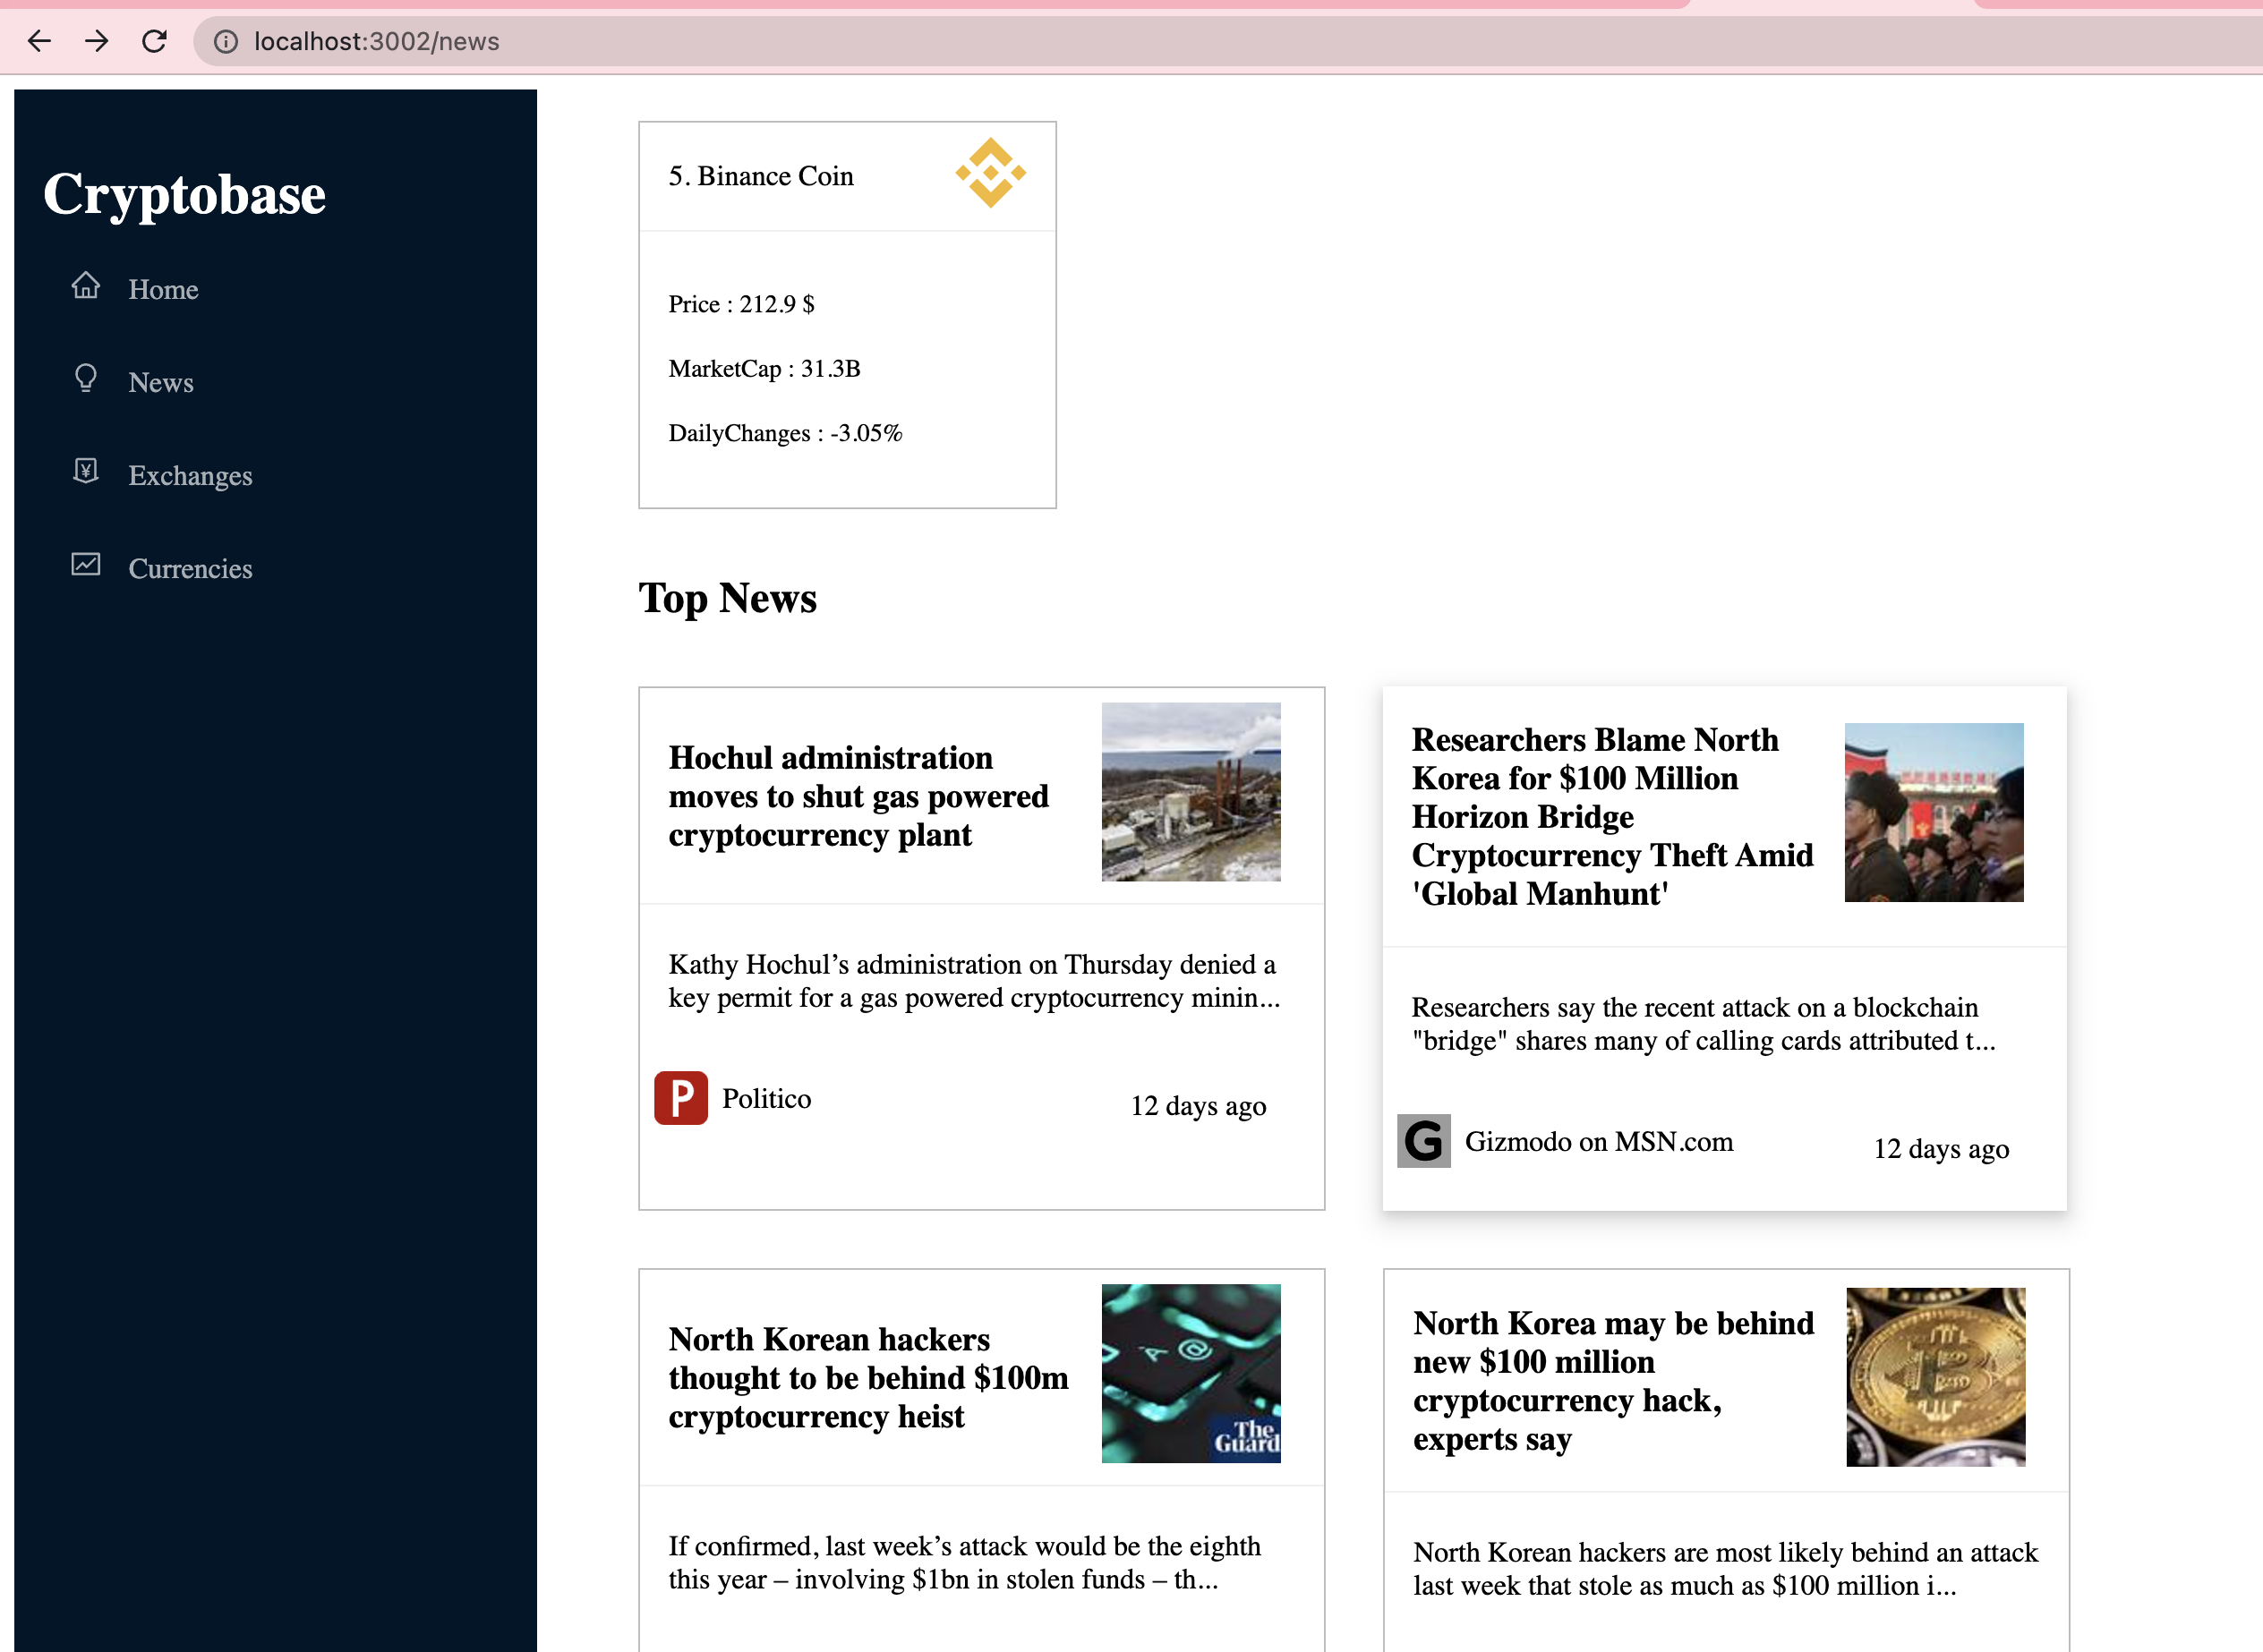 localhost:3002/news
Cryptobase
Home
News
Exchanges
Currencies
5. Binance Coin
Price : 212.9 $
MarketCap : 31.3B
DailyChanges : -3.05%
Top News
Hochul administration
moves to shut gas powered
cryptocurrency plant
Kathy Hochul’s administration on Thursday denied a
key permit for a gas powered cryptocurrency minin...
P
Politico
12 days ago
Researchers Blame North
Korea for $100 Million
Horizon Bridge
Cryptocurrency Theft Amid
'Global Manhunt'
Researchers say the recent attack on a blockchain
"bridge" shares many of calling cards attributed t...
G
Gizmodo on MSN.com
12 days ago
North Korean hackers
thought to be behind $100m
cryptocurrency heist
A @
The
Guard
If confirmed, last week’s attack would be the eighth
this year – involving $1bn in stolen funds – th...
North Korea may be behind
new $100 million
cryptocurrency hack,
experts say
North Korean hackers are most likely behind an attack
last week that stole as much as $100 million i...